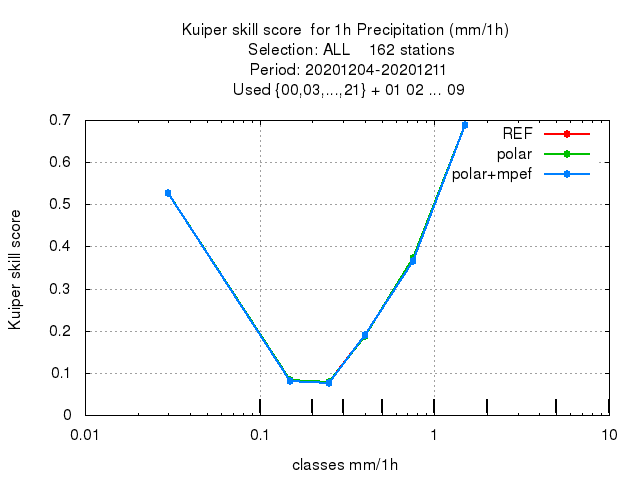 Kuiper skill score  for 1h Precipitation (mm/1h)
Selection: ALL    162 stations
Period: 20201204-20201211
Used {00,03,...,21} + 01 02 ... 09
0.7
0.6
0.5
0.4
0.3
0.2
0.1
0
Kuiper skill score
REF
polar
polar+mpef
0.01
0.1
1
10
classes mm/1h